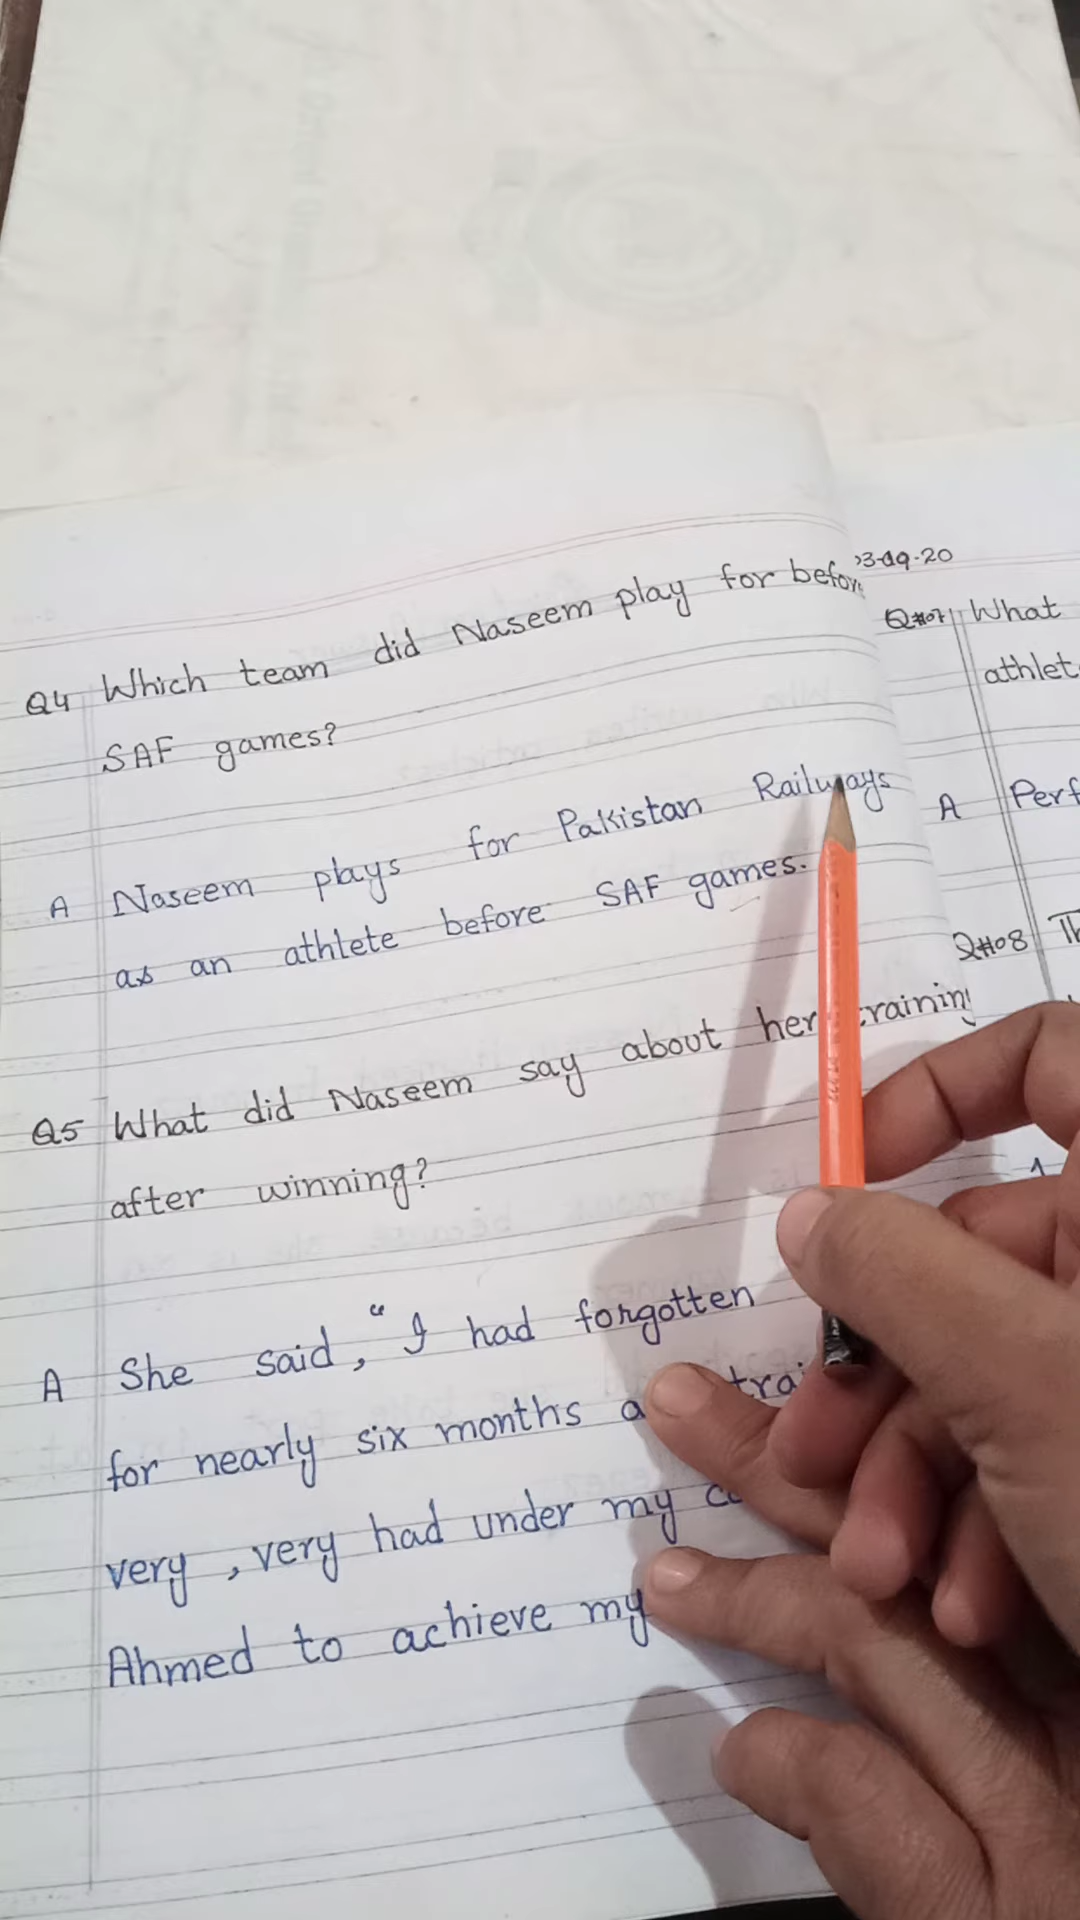 Q4 Which team did Naseem play for before
SAF games?
A Naseem plays for Pakistan Railways
as an athlete before SAF games.
Q5 What did Naseem say about her training
after winning?
A She said, "I had forgotten
for nearly six months
very, very had under my
Ahmed to achieve my
3-09-20
Q#07 What
athlet
A Perf
Q#08 Th